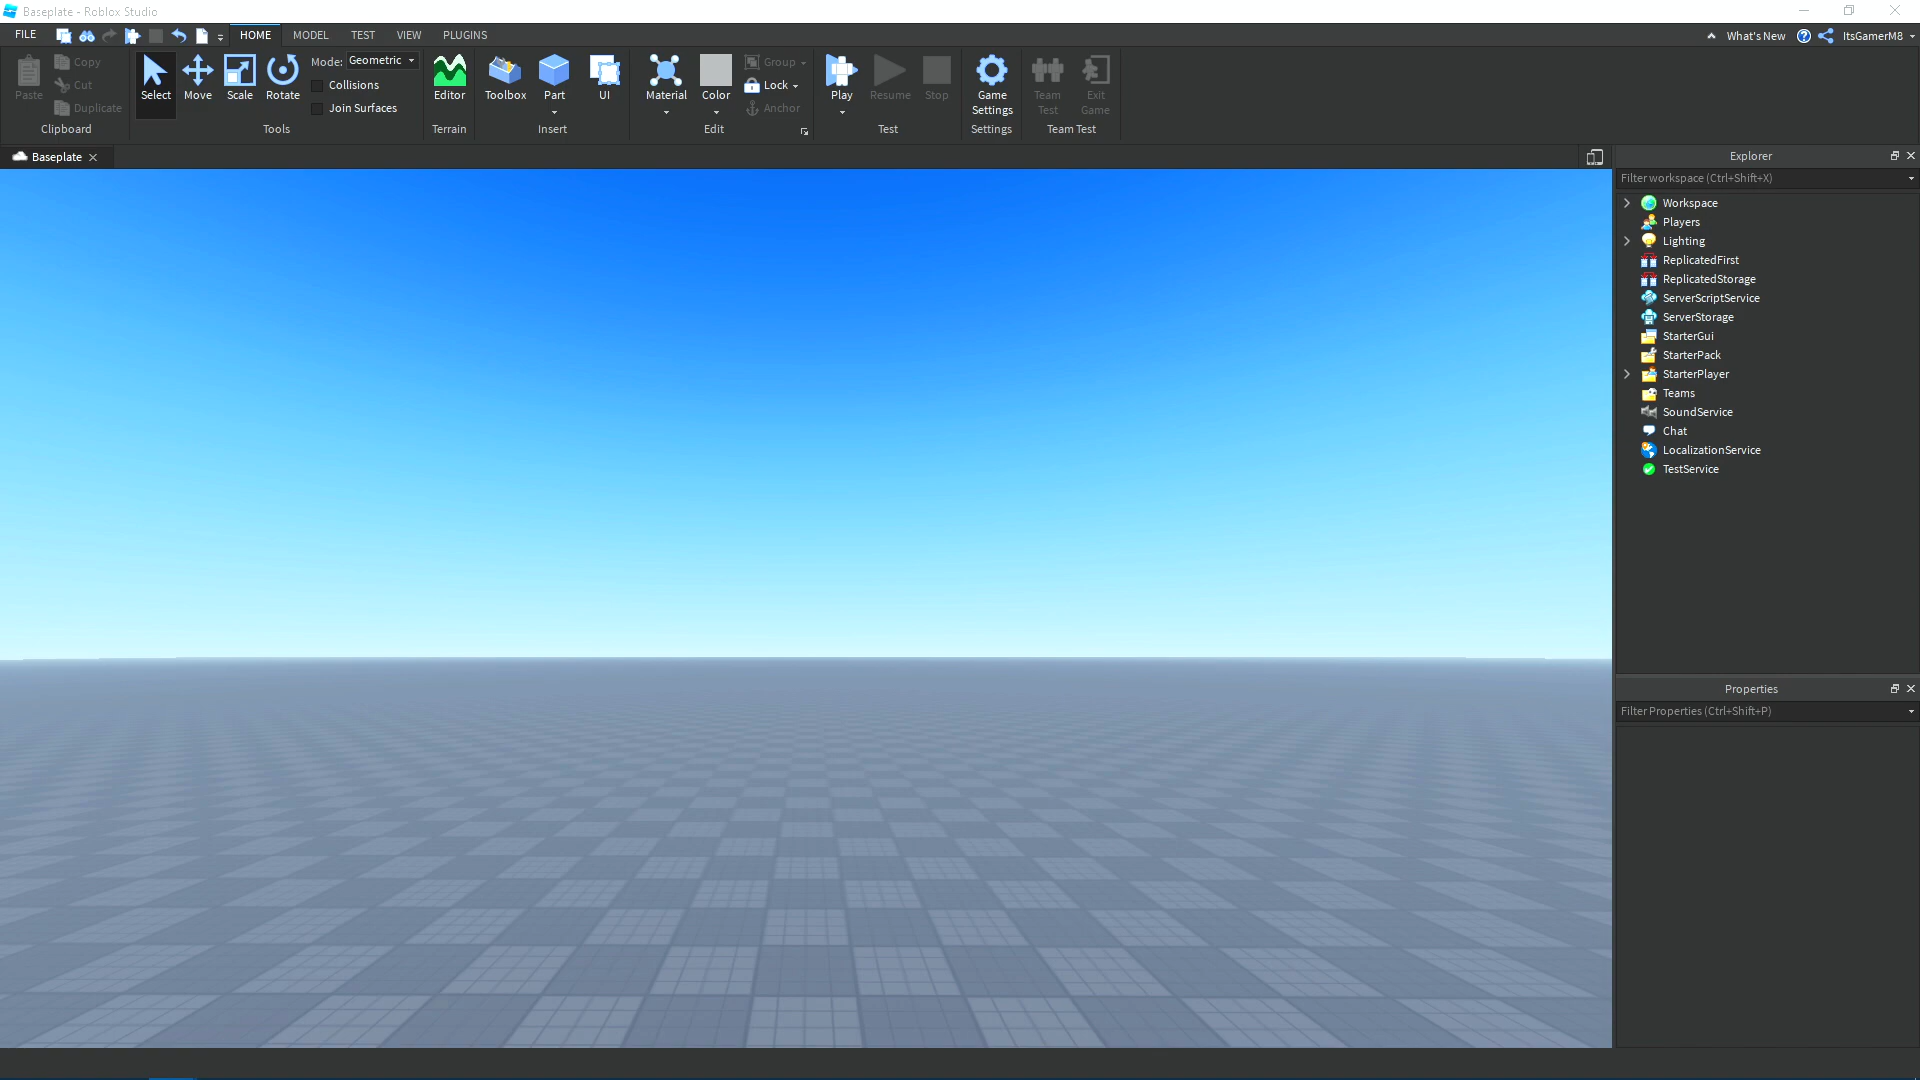 Baseplate - Roblox Studio
FILE HOME MODEL TEST VIEW PLUGINS What's New ItsGamerM8
Paste Copy Cut Duplicate
Select Move Scale Rotate
Mode: Geometric
Collisions
Join Surfaces
Editor Toolbox Part UI
Material Color Group Lock Anchor
Play Resume Stop
Game Settings
Team Test
Exit Game
Clipboard Tools Terrain Insert Edit Test Settings Team Test
Baseplate
Explorer
Filter workspace (Ctrl+Shift+X)
Workspace
Players
Lighting
ReplicatedFirst
ReplicatedStorage
ServerScriptService
ServerStorage
StarterGui
StarterPack
StarterPlayer
Teams
SoundService
Chat
LocalizationService
TestService
Properties
Filter Properties (Ctrl+Shift+P)